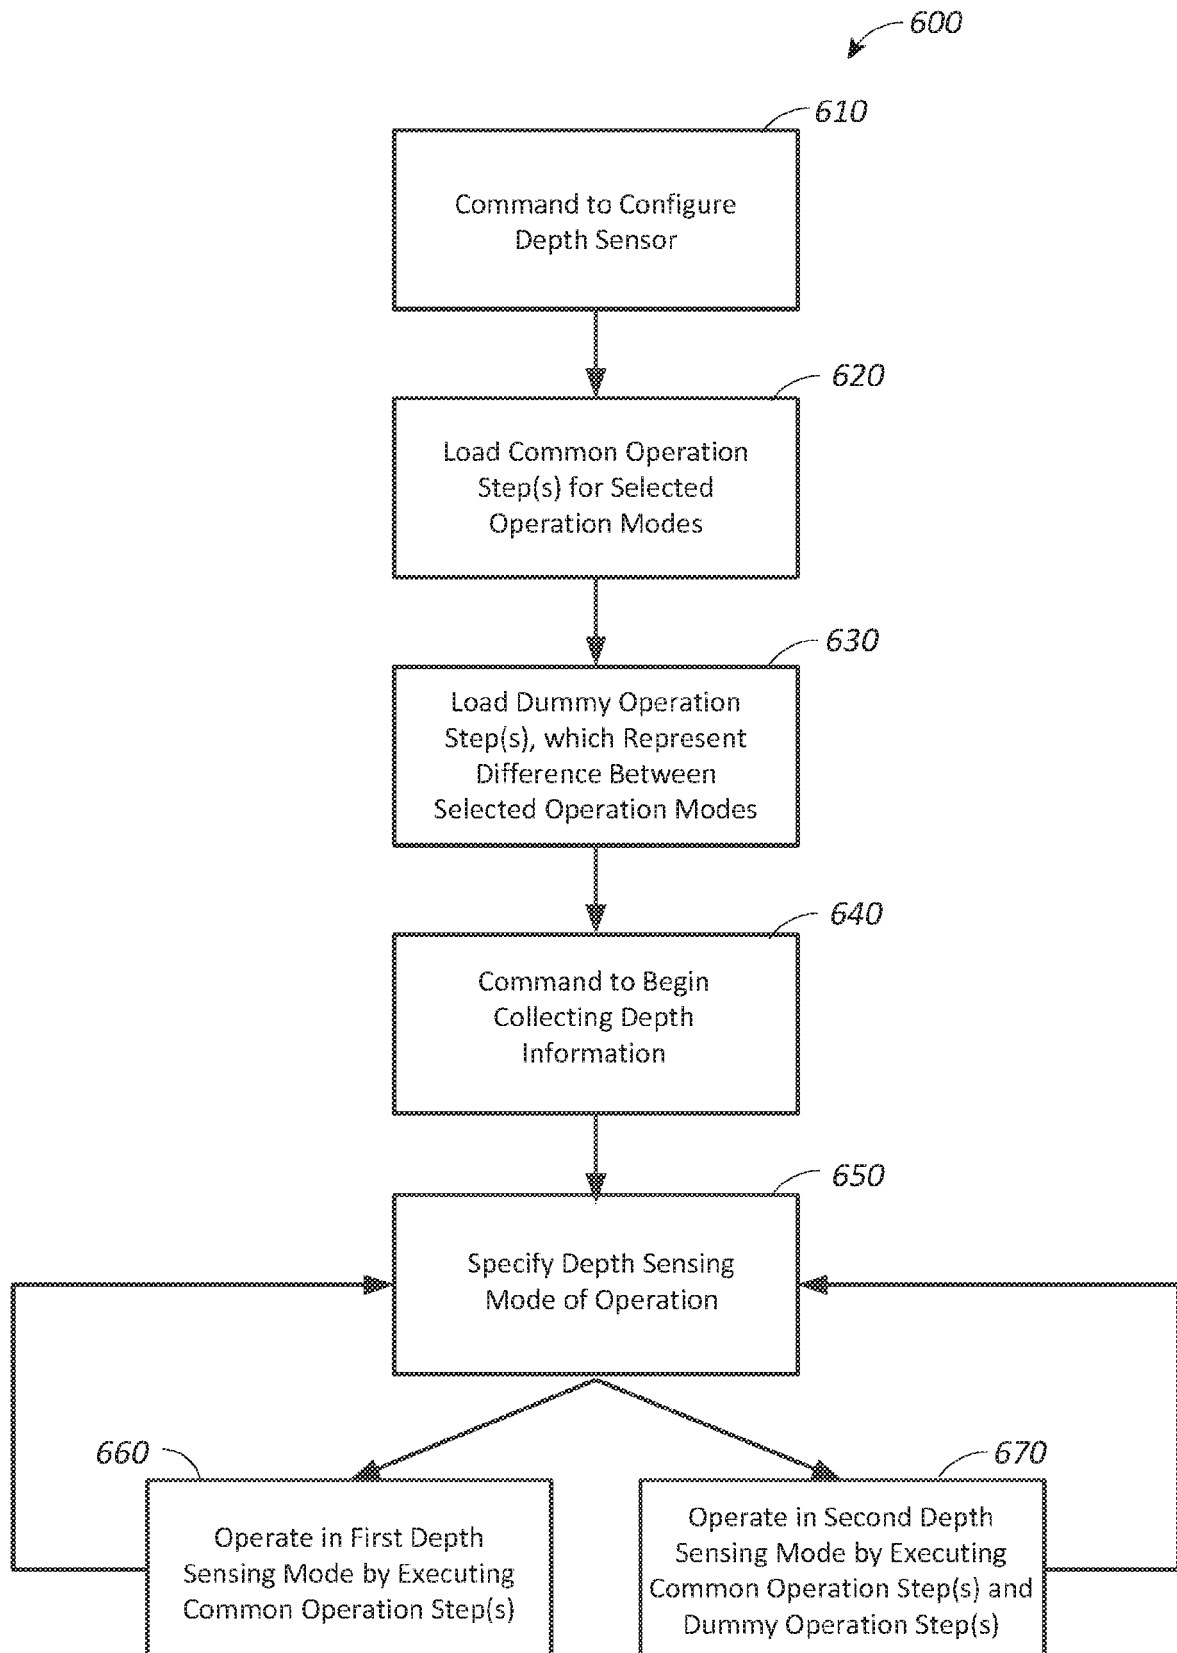 600
610
Command to Configure
Depth Sensor
620
Load Common Operation
Step(s) for Selected
Operation Modes
630
Load Dummy Operation
Step(s), which Represent
Difference Between
Selected Operation Modes
640
Command to Begin
Collecting Depth
Information
650
Specify Depth Sensing
Mode of Operation
660
Operate in First Depth
Sensing Mode by Executing
Common Operation Step(s)
670
Operate in Second Depth
Sensing Mode by Executing
Common Operation Step(s) and
Dummy Operation Step(s)